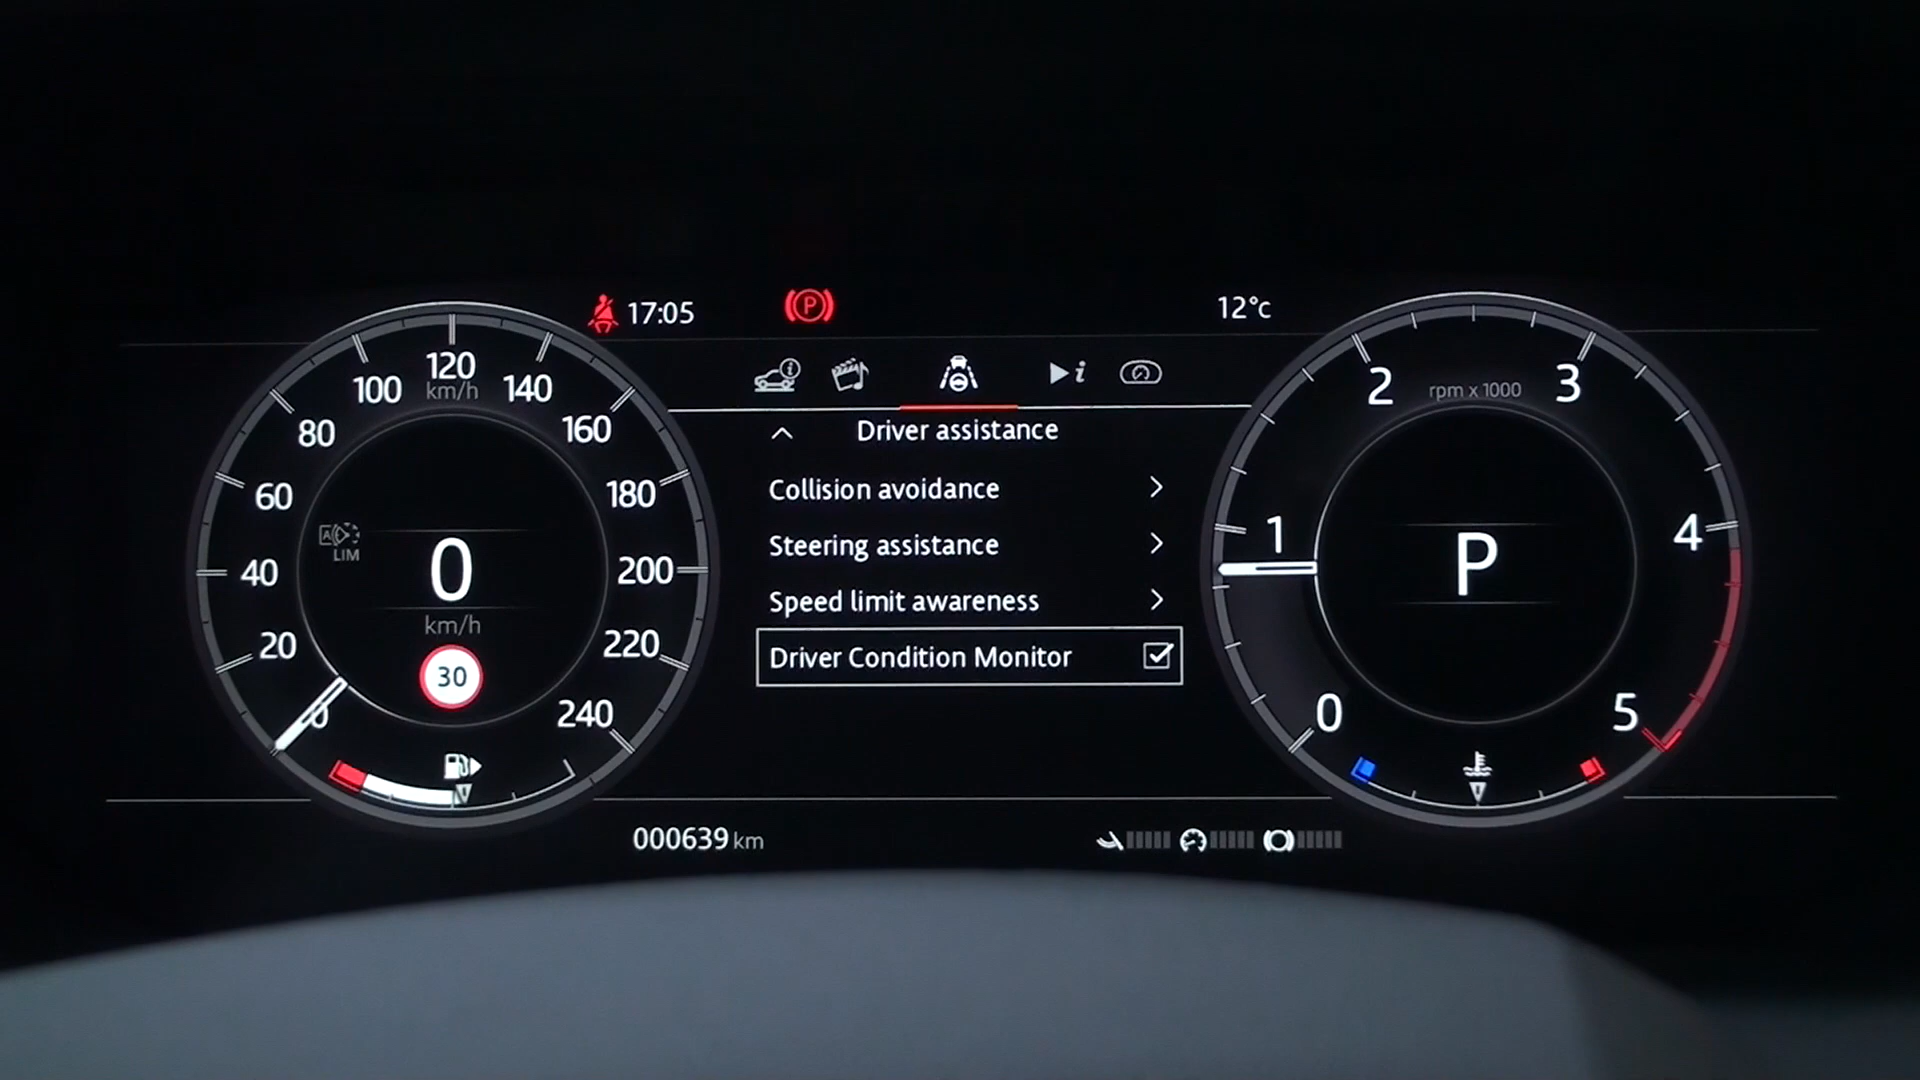 17:05
P
12°c
i
i
Driver assistance
Collision avoidance
Steering assistance
Speed limit awareness
Driver Condition Monitor
0
20
40
60
80
100
120
km/h
140
160
180
200
220
240
A
LIM
0
km/h
30
0
1
2
rpm x 1000
3
4
5
P
000639 km